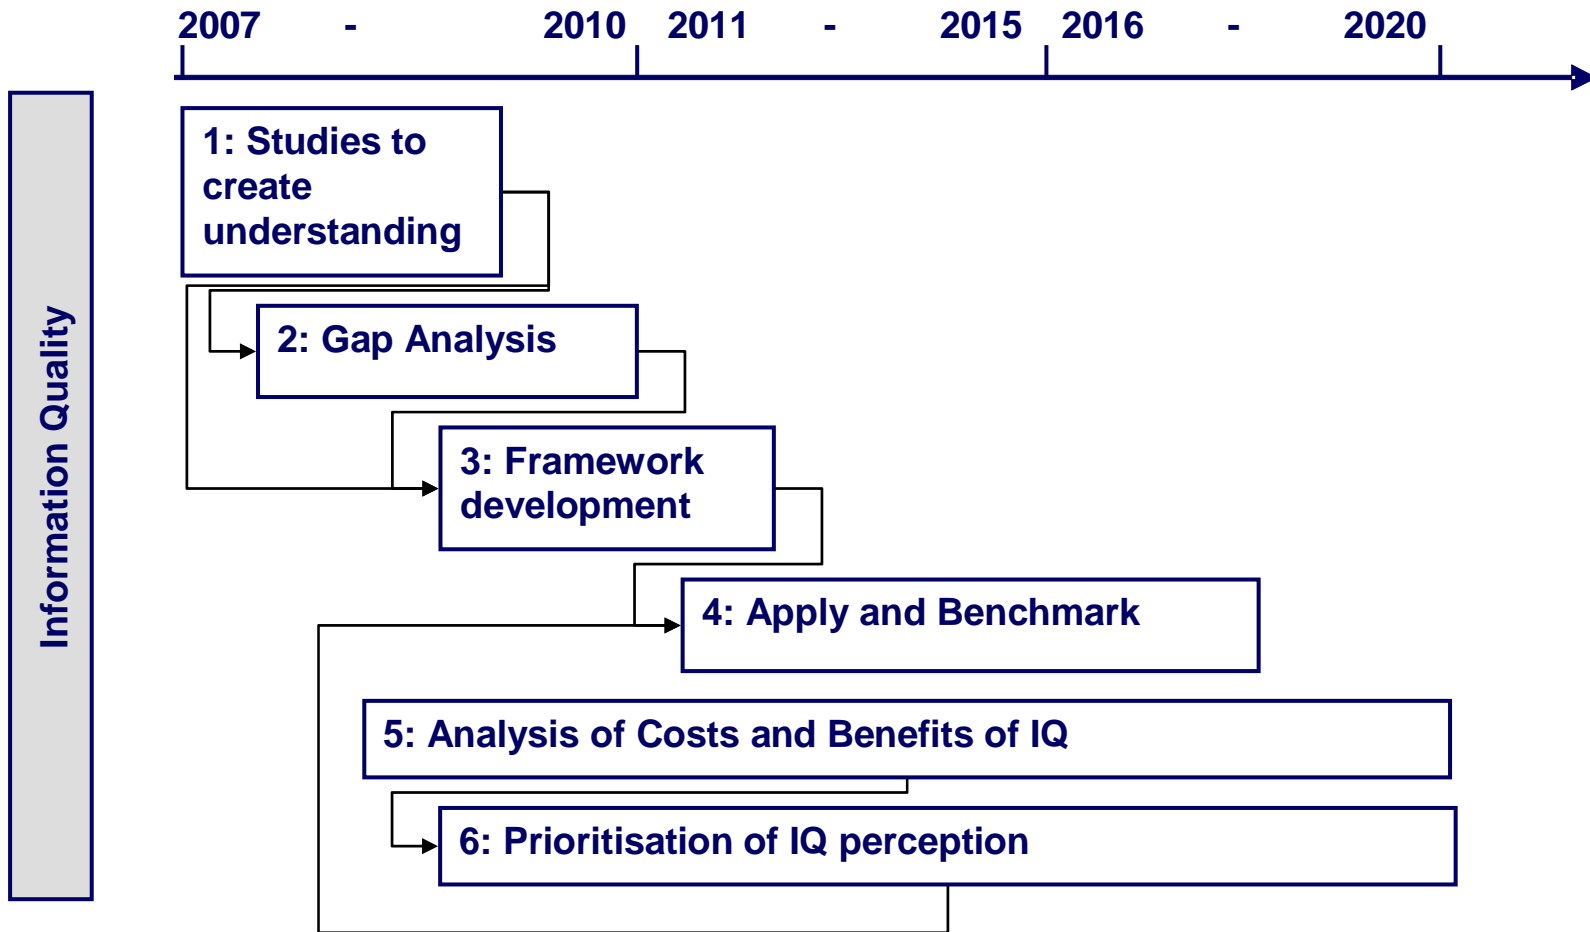 2007 - 2010 2011 - 2015 2016 - 2020
Information Quality
1: Studies to
create
understanding
2: Gap Analysis
3: Framework
development
4: Apply and Benchmark
5: Analysis of Costs and Benefits of IQ
6: Prioritisation of IQ perception